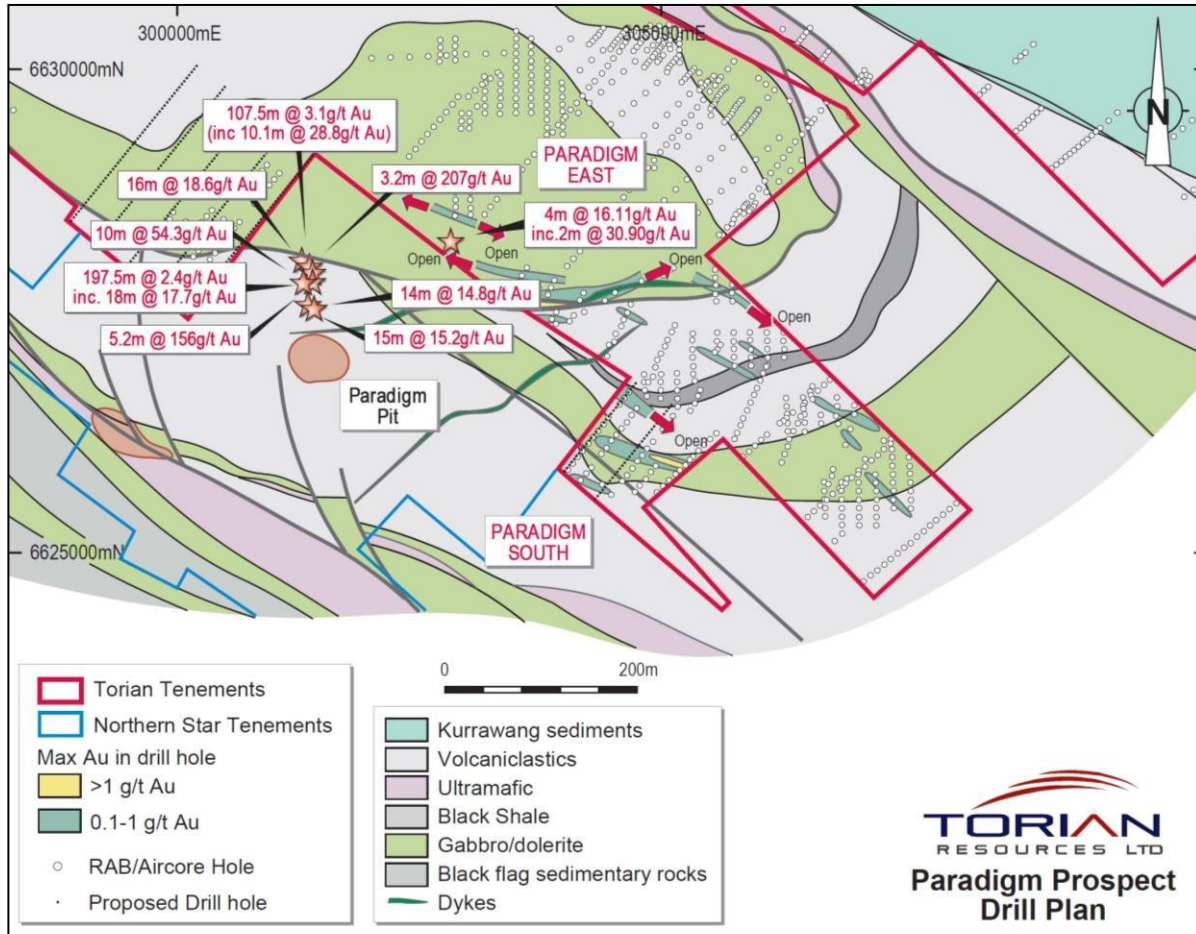 300000mE
305000mE
6630000mN
107.5m @ 3.1g/t Au
(inc 10.1m @ 28.8g/t Au)
N
PARADIGM
EAST
16m @ 18.6g/t Au
3.2m @ 207g/t Au
4m @ 16.11g/t Au
inc.2m @ 30.90g/t Au
10m @ 54.3g/t Au
Open
Open
Open
197.5m @ 2.4g/t Au
inc. 18m @ 17.7g/t Au
14m @ 14.8g/t Au
Open
5.2m @ 156g/t Au
15m @ 15.2g/t Au
Paradigm
Pit
Open
PARADIGM
SOUTH
6625000mN
0
200m
Torian Tenements
Northern Star Tenements
Max Au in drill hole
>1 g/t Au
0.1-1 g/t Au
RAB/Aircore Hole
Proposed Drill hole
Kurrawang sediments
Volcaniclastics
Ultramafic
Black Shale
Gabbro/dolerite
Black flag sedimentary rocks
Dykes
TORIAN
RESOURCES LTD
Paradigm Prospect
Drill Plan